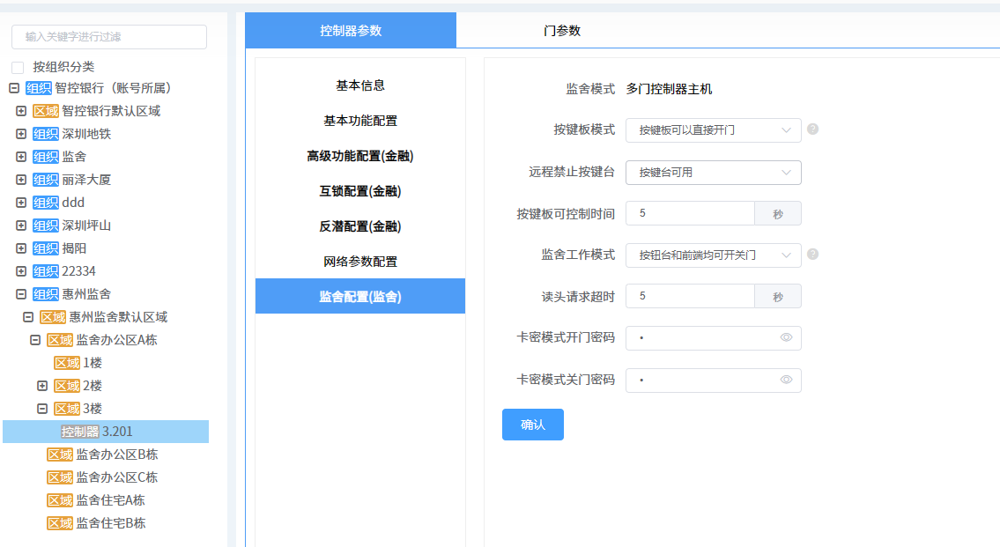 输入关键字进行过滤
按组织分类
组织 智控银行（账号所属）
区域 智控银行默认区域
组织 深圳地铁
组织 监舍
组织 丽泽大厦
组织 ddd
组织 深圳坪山
组织 揭阳
组织 22334
组织 惠州监舍
区域 惠州监舍默认区域
区域 监舍办公区A栋
区域 1楼
区域 2楼
区域 3楼
控制器 3.201
区域 监舍办公区B栋
区域 监舍办公区C栋
区域 监舍住宅A栋
区域 监舍住宅B栋
控制器参数 门参数
基本信息
基本功能配置
高级功能配置(金融)
互锁配置(金融)
反潜配置(金融)
网络参数配置
监舍配置(监舍)
监舍模式 多门控制器主机
按键板模式 按键板可以直接开门 ?
远程禁止按键台 按键台可用
按键板可控制时间 5 秒
监舍工作模式 按钮台和前端均可开关门 ?
读头请求超时 5 秒
卡密模式开门密码 •
卡密模式关门密码 •
确认